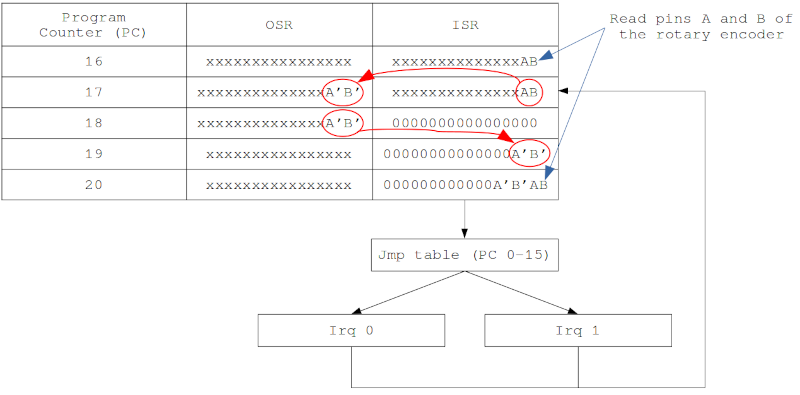 Program
Counter (PC)
OSR
ISR
Read pins A and B of
the rotary encoder
16 xxxxxxxxxxxxxxxx xxxxxxxxxxxxxxAB
17 xxxxxxxxxxxxxxA’B’ xxxxxxxxxxxxxxAB
18 xxxxxxxxxxxxxxA’B’ 0000000000000000
19 xxxxxxxxxxxxxxxx 00000000000000A’B’
20 xxxxxxxxxxxxxxxx 000000000000A’B’AB
Jmp table (PC 0-15)
Irq 0
Irq 1